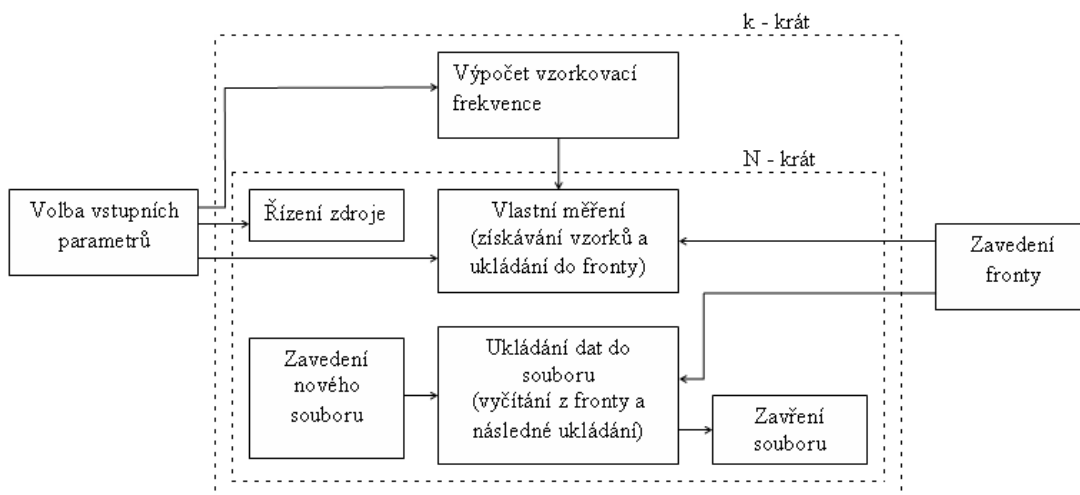 k - krát
Výpočet vzorkovací
frekvence
N - krát
Volba vstupních
parametrů
Řízení zdroje
Vlastní měření
(získávání vzorků a
ukládání do fronty)
Zavedení
fronty
Zavedení
nového
souboru
Ukládání dat do
souboru
(vyčítání z fronty a
následné ukládání)
Zavření
souboru